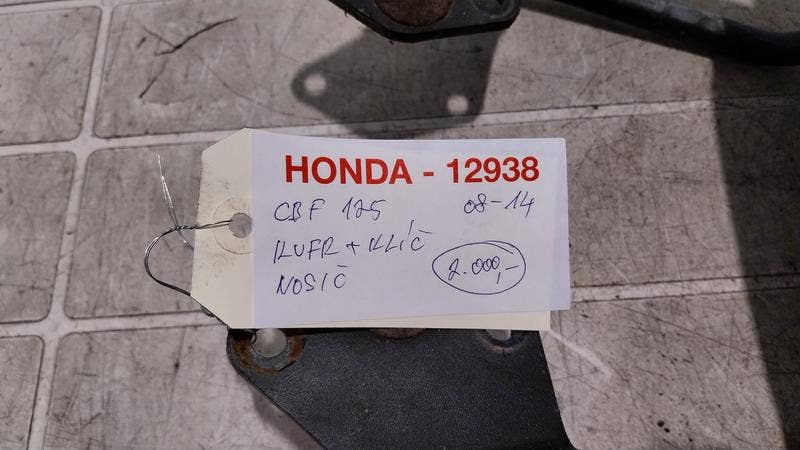 HONDA - 12938
CBF 125 08-14
KUFR + KLÍČ
NOSIČ 2.000,-